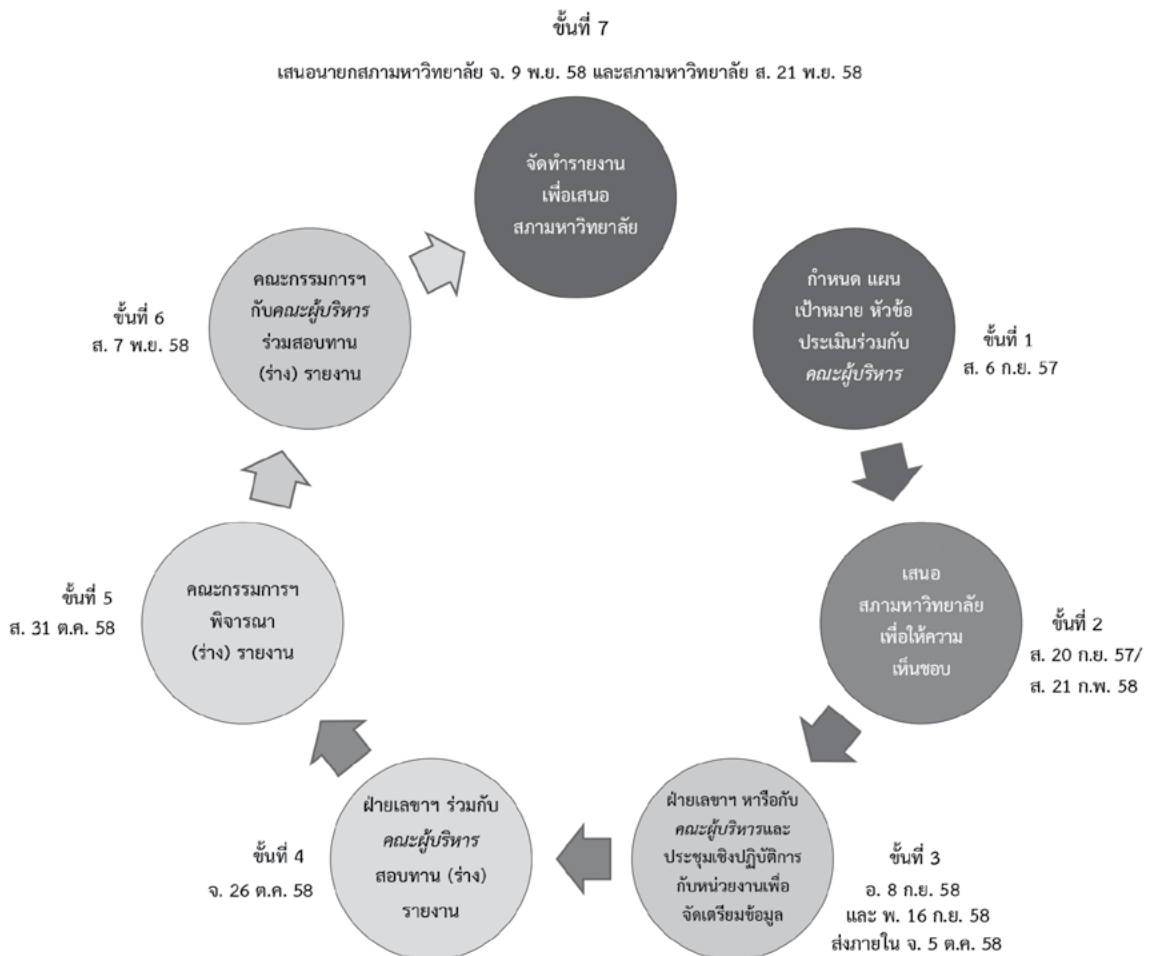 ขั้นที่ 7
เสนอนายกสภามหาวิทยาลัย จ. 9 พ.ย. 58 และสภามหาวิทยาลัย ส. 21 พ.ย. 58
จัดทำรายงาน
เพื่อเสนอ
สภามหาวิทยาลัย
กำหนด แผน
เป้าหมาย หัวข้อ
ประเมินร่วมกับ
คณะผู้บริหาร
ขั้นที่ 1
ส. 6 ก.ย. 57
เสนอ
สภามหาวิทยาลัย
เพื่อให้ความ
เห็นชอบ
ขั้นที่ 2
ส. 20 ก.ย. 57/
ส. 21 ก.พ. 58
ฝ่ายเลขาฯ หารือกับ
คณะผู้บริหารและ
ประชุมเชิงปฏิบัติการ
กับหน่วยงานเพื่อ
จัดเตรียมข้อมูล
ขั้นที่ 3
อ. 8 ก.ย. 58
และ พ. 16 ก.ย. 58
ส่งภายใน จ. 5 ต.ค. 58
ฝ่ายเลขาฯ ร่วมกับ
คณะผู้บริหาร
สอบทาน (ร่าง)
รายงาน
ขั้นที่ 4
จ. 26 ต.ค. 58
คณะกรรมการฯ
พิจารณา
(ร่าง) รายงาน
ขั้นที่ 5
ส. 31 ต.ค. 58
คณะกรรมการฯ
กับคณะผู้บริหาร
ร่วมสอบทาน
(ร่าง) รายงาน
ขั้นที่ 6
ส. 7 พ.ย. 58